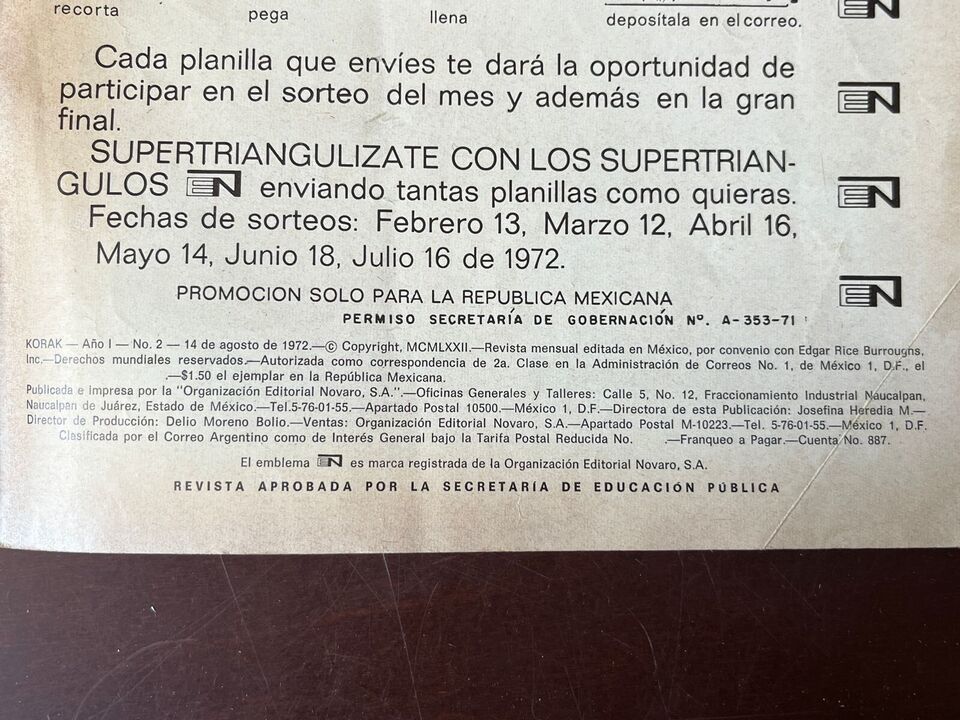 recorta
pega
llena
deposítala en el correo.
EN
Cada planilla que envíes te dará la oportunidad de
participar en el sorteo del mes y además en la gran
final.
EN
SUPERTRIANGULIZATE CON LOS SUPERTRIAN-
GULOS EN enviando tantas planillas como quieras.
EN
Fechas de sorteos: Febrero 13, Marzo 12, Abril 16,
Mayo 14, Junio 18, Julio 16 de 1972.
EN
PROMOCION SOLO PARA LA REPUBLICA MEXICANA
PERMISO SECRETARÍA DE GOBERNACIÓN Nº. A-353-71
KORAK — Año I — No. 2 — 14 de agosto de 1972.—© Copyright, MCMLXXII.—Revista mensual editada en México, por convenio con Edgar Rice Burroughs,
Inc.—Derechos mundiales reservados.—Autorizada como correspondencia de 2a. Clase en la Administración de Correos No. 1, de México 1, D.F., el
.—$1.50 el ejemplar en la República Mexicana.
Publicada e impresa por la "Organización Editorial Novaro, S.A.".—Oficinas Generales y Talleres: Calle 5, No. 12, Fraccionamiento Industrial Naucalpan,
Naucalpan de Juárez, Estado de México.—Tel.5-76-01-55.—Apartado Postal 10500.—México 1, D.F.—Directora de esta Publicación: Josefina Heredia M.—
Director de Producción: Delio Moreno Bolio.—Ventas: Organización Editorial Novaro, S.A.—Apartado Postal M-10223.—Tel. 5-76-01-55.—México 1, D.F.
Clasificada por el Correo Argentino como de Interés General bajo la Tarifa Postal Reducida No. .—Franqueo a Pagar.—Cuenta No. 887.
El emblema EN es marca registrada de la Organización Editorial Novaro, S.A.
REVISTA APROBADA POR LA SECRETARÍA DE EDUCACIÓN PÚBLICA